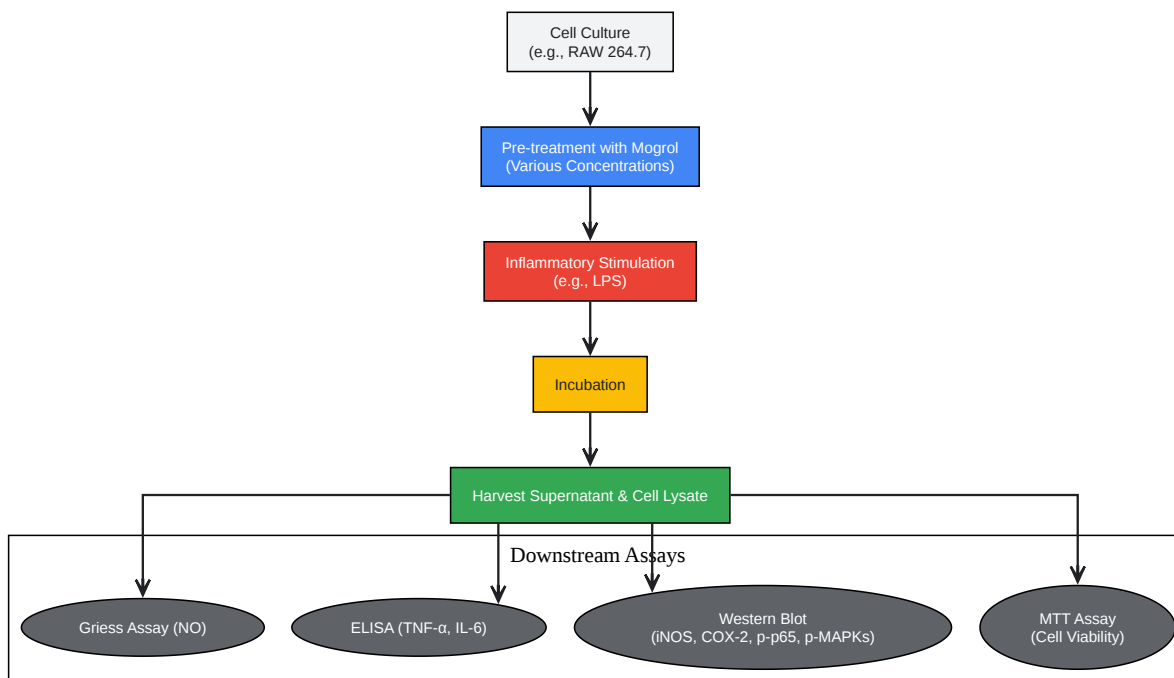 Cell Culture
(e.g., RAW 264.7)
Pre-treatment with Mogrol
(Various Concentrations)
Inflammatory Stimulation
(e.g., LPS)
Incubation
Harvest Supernatant & Cell Lysate
Downstream Assays
Griess Assay (NO)
ELISA (TNF-α, IL-6)
Western Blot
(iNOS, COX-2, p-p65, p-MAPKs)
MTT Assay
(Cell Viability)